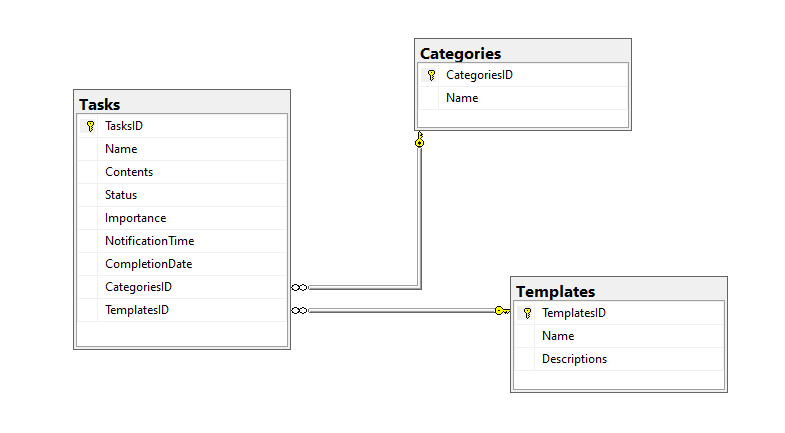 Tasks
TasksID
Name
Contents
Status
Importance
NotificationTime
CompletionDate
CategoriesID
TemplatesID
Categories
CategoriesID
Name
Templates
TemplatesID
Name
Descriptions